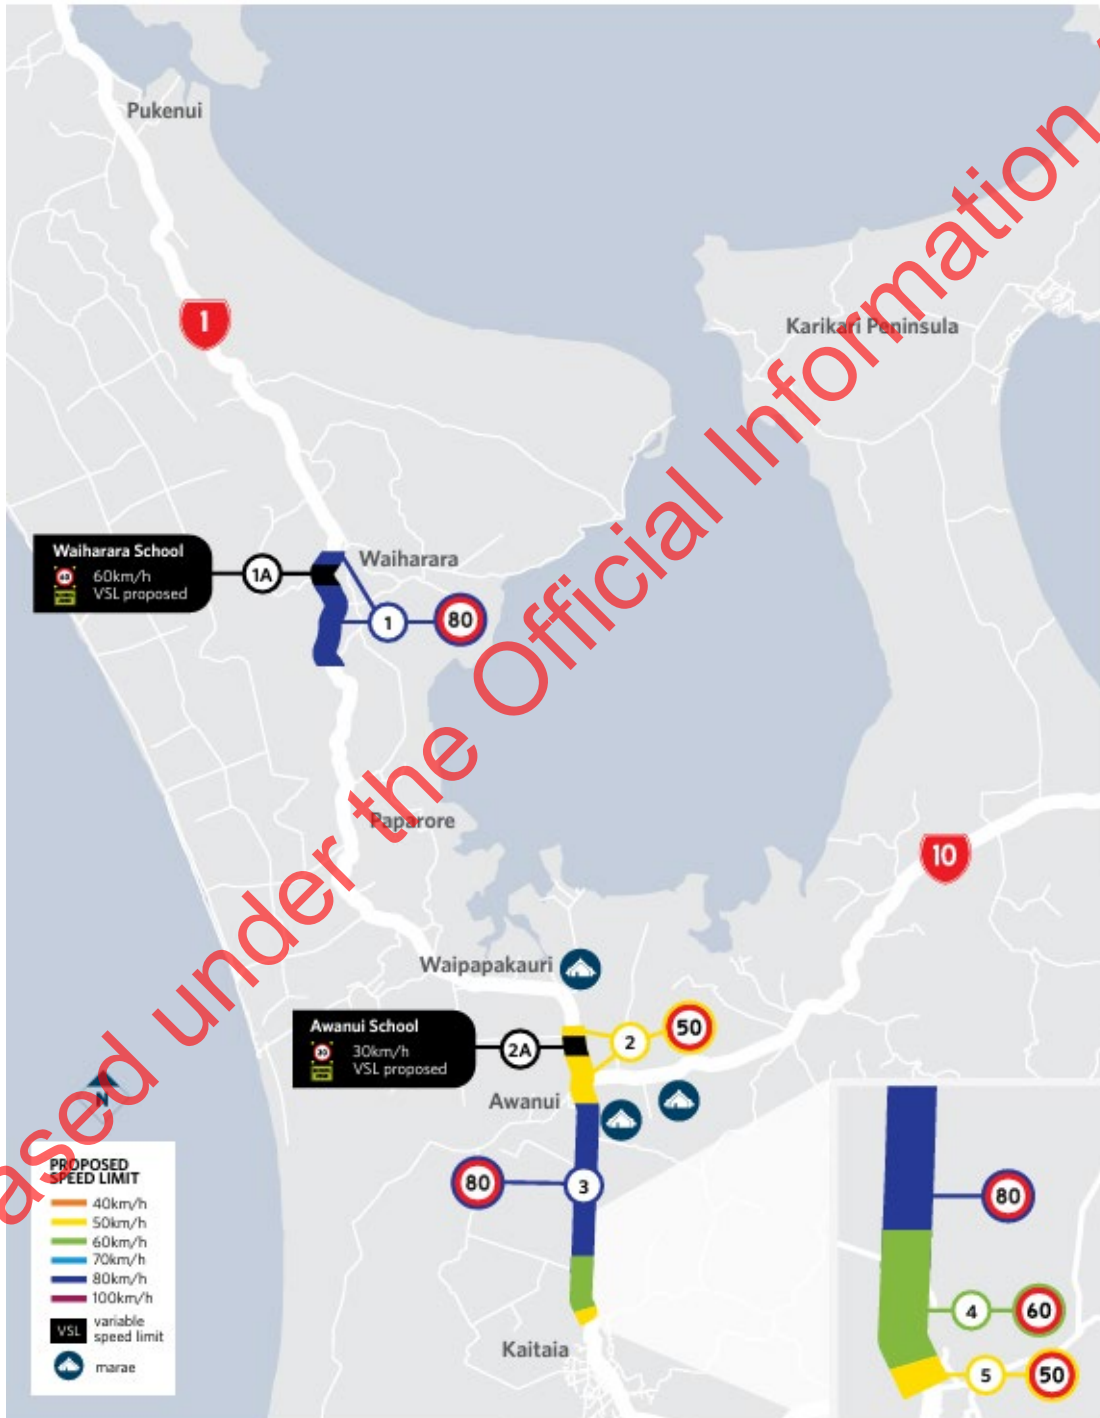 Pukenui
1
Karikari Peninsula
Waiharara School
60km/h
VSL proposed
1A
Waiharara
1
80
Paparore
10
Waipapakauri
Awanui School
30
30km/h
VSL proposed
2A
2
50
Awanui
80
3
N
PROPOSED
SPEED LIMIT
40km/h
50km/h
60km/h
70km/h
80km/h
100km/h
VSL
variable
speed limit
marae
Kaitaia
80
4
60
5
50
ased under the Official Information